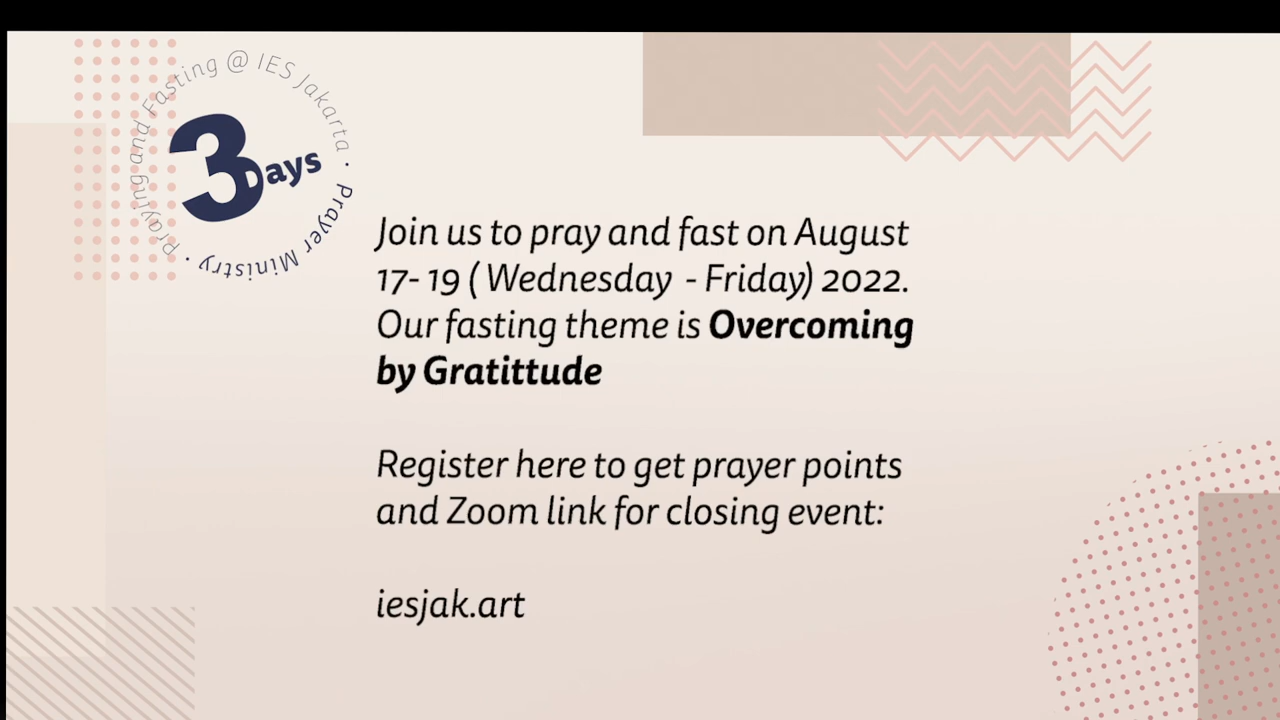 Praying and Fasting @ IES Jakarta • Prayer Ministry •
3 Days
Join us to pray and fast on August
17- 19 ( Wednesday - Friday) 2022.
Our fasting theme is Overcoming
by Gratittude
Register here to get prayer points
and Zoom link for closing event:
iesjak.art